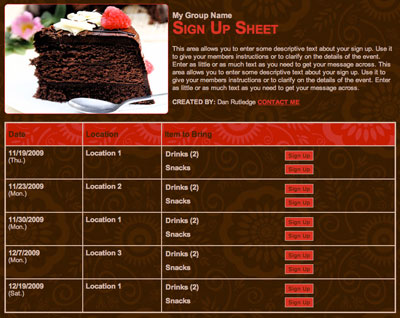 My Group Name
Sign Up Sheet
This area allows you to enter some descriptive text about your sign up. Use it
to give your members instructions or to clarify on the details of the event.
Enter as little or as much text as you need to get your message across. This
area allows you to enter some descriptive text about your sign up. Use it to
give your members instructions or to clarify on the details of the event. Enter
as little or as much text as you need to get your message across.
CREATED BY: Dan Rutledge CONTACT ME
Date Location Item to Bring
11/19/2009 Location 1 Drinks (2) Sign Up
(Thu.)
Snacks Sign Up
11/23/2009 Location 2 Drinks (2) Sign Up
(Mon.)
Snacks Sign Up
11/30/2009 Location 1 Drinks (2) Sign Up
(Mon.)
Snacks Sign Up
12/7/2009 Location 3 Drinks (2) Sign Up
(Mon.)
Snacks Sign Up
12/19/2009 Location 1 Drinks (2) Sign Up
(Sat.)
Snacks Sign Up